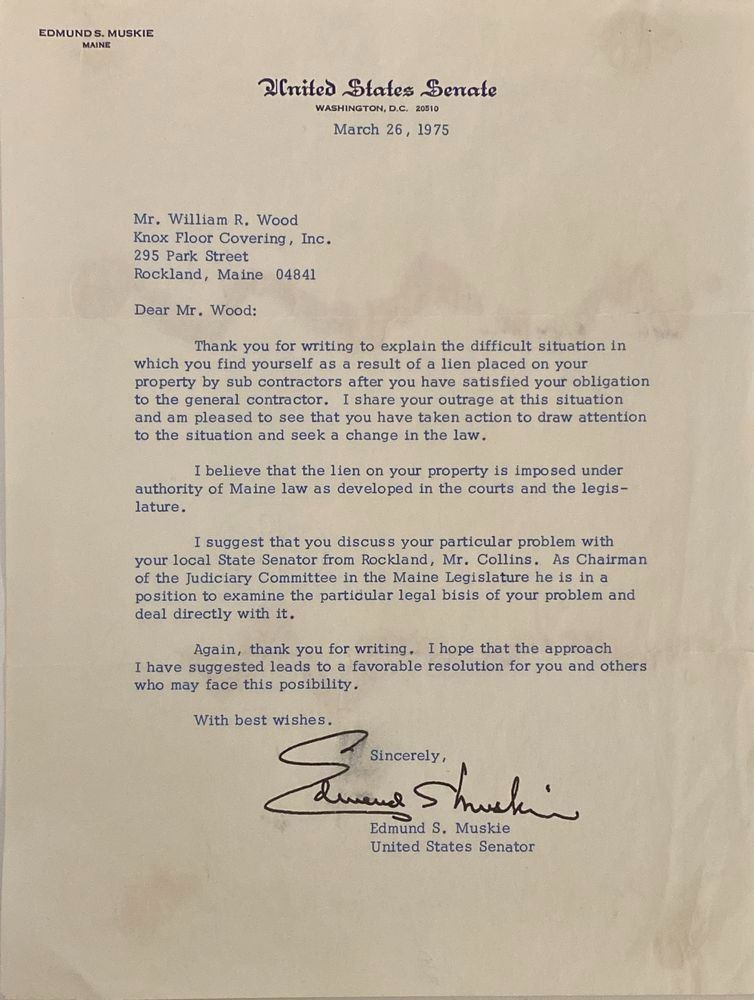 EDMUND S. MUSKIE
MAINE
United States Senate
WASHINGTON, D.C. 20510
March 26, 1975
Mr. William R. Wood
Knox Floor Covering, Inc.
295 Park Street
Rockland, Maine 04841
Dear Mr. Wood:
Thank you for writing to explain the difficult situation in
which you find yourself as a result of a lien placed on your
property by sub contractors after you have satisfied your obligation
to the general contractor. I share your outrage at this situation
and am pleased to see that you have taken action to draw attention
to the situation and seek a change in the law.
I believe that the lien on your property is imposed under
authority of Maine law as developed in the courts and the legis-
lature.
I suggest that you discuss your particular problem with
your local State Senator from Rockland, Mr. Collins. As Chairman
of the Judiciary Committee in the Maine Legislature he is in a
position to examine the particular legal bisis of your problem and
deal directly with it.
Again, thank you for writing. I hope that the approach
I have suggested leads to a favorable resolution for you and others
who may face this posibility.
With best wishes.
Sincerely,
Edmund S Muskie
Edmund S. Muskie
United States Senator